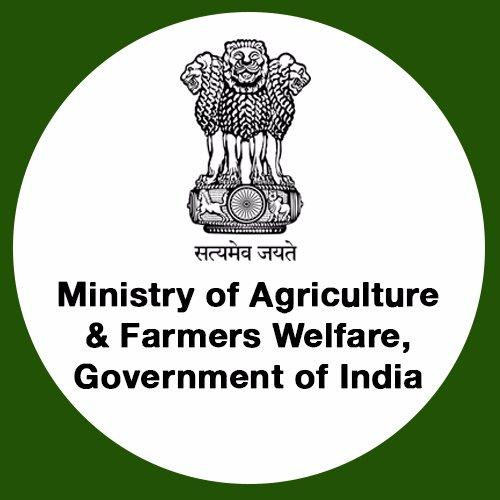 सत्यमेव जयते
Ministry of Agriculture
& Farmers Welfare,
Government of India